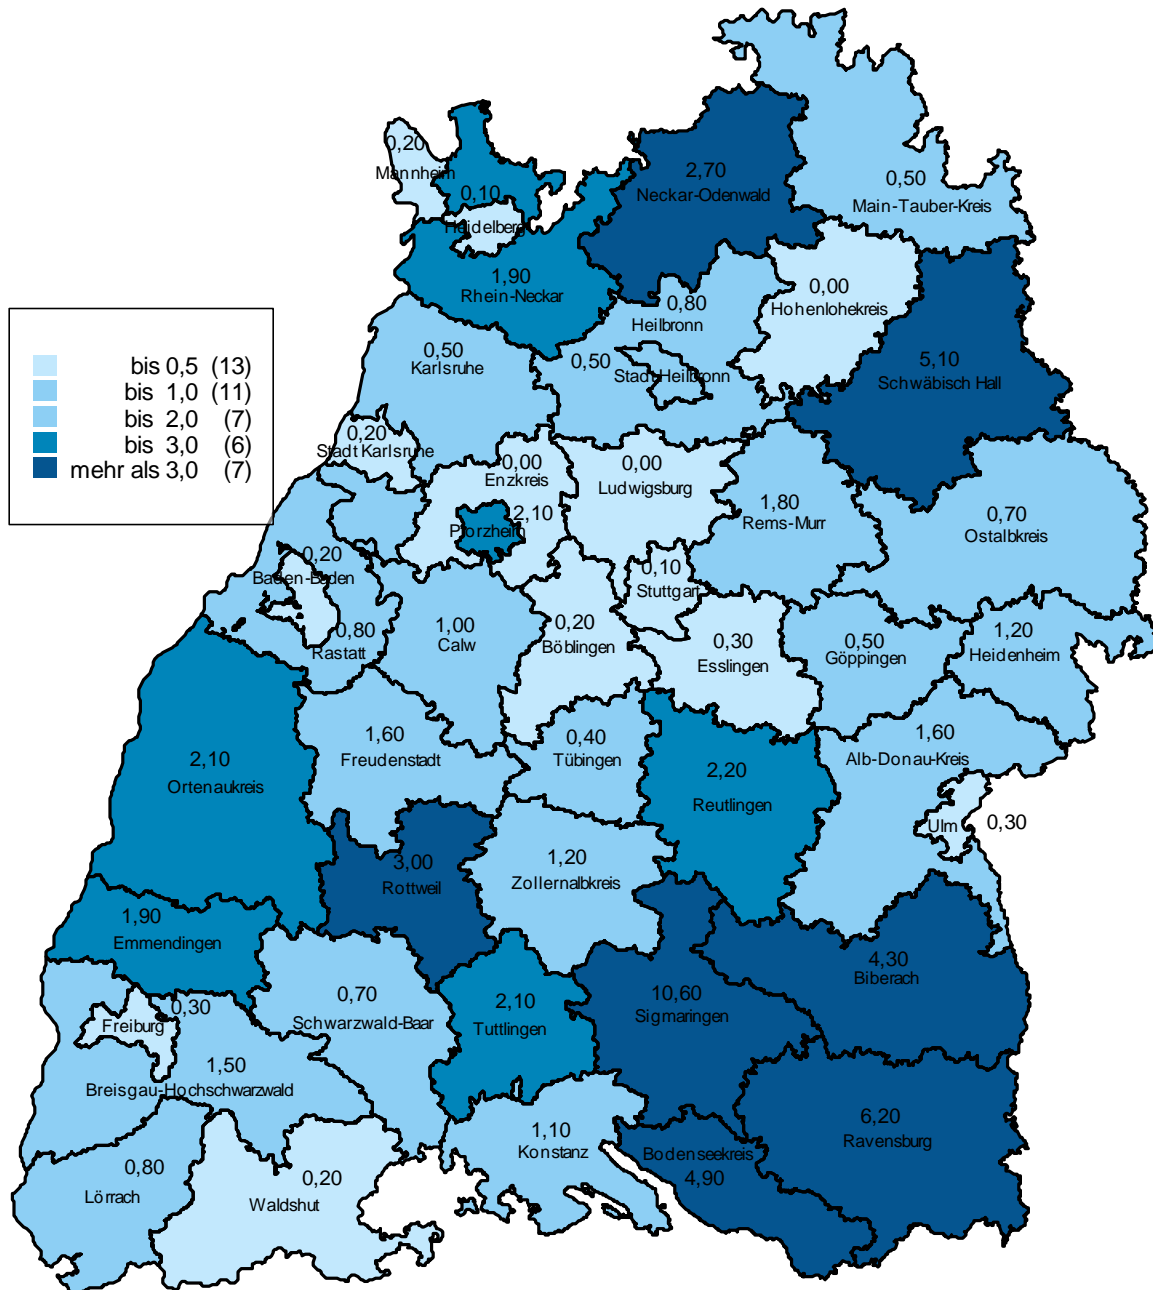 0,20
Mannheim
0,10
Heidelberg
2,70
Neckar-Odenwald
0,50
Main-Tauber-Kreis
1,90
Rhein-Neckar
0,80
Heilbronn
0,00
Hohenlohekreis
bis 0,5 (13)
bis 1,0 (11)
bis 2,0 (7)
bis 3,0 (6)
mehr als 3,0 (7)
0,50
Karlsruhe
0,50
Stadt Heilbronn
5,10
Schwäbisch Hall
0,20
Stadt Karlsruhe
0,00
Enzkreis
0,00
Ludwigsburg
1,80
Rems-Murr
0,70
Ostalbkreis
2,10
Pforzheim
0,20
Baden-Baden
0,80
Rastatt
1,00
Calw
0,20
Böblingen
0,10
Stuttgart
0,30
Esslingen
0,50
Göppingen
1,20
Heidenheim
2,10
Ortenaukreis
1,60
Freudenstadt
0,40
Tübingen
2,20
Reutlingen
1,60
Alb-Donau-Kreis
Ulm 0,30
3,00
Rottweil
1,20
Zollernalbkreis
1,90
Emmendingen
4,30
Biberach
0,30
Freiburg
0,70
Schwarzwald-Baar
2,10
Tuttlingen
10,60
Sigmaringen
1,50
Breisgau-Hochschwarzwald
6,20
Ravensburg
1,10
Konstanz
Bodenseekreis
4,90
0,80
Lörrach
0,20
Waldshut